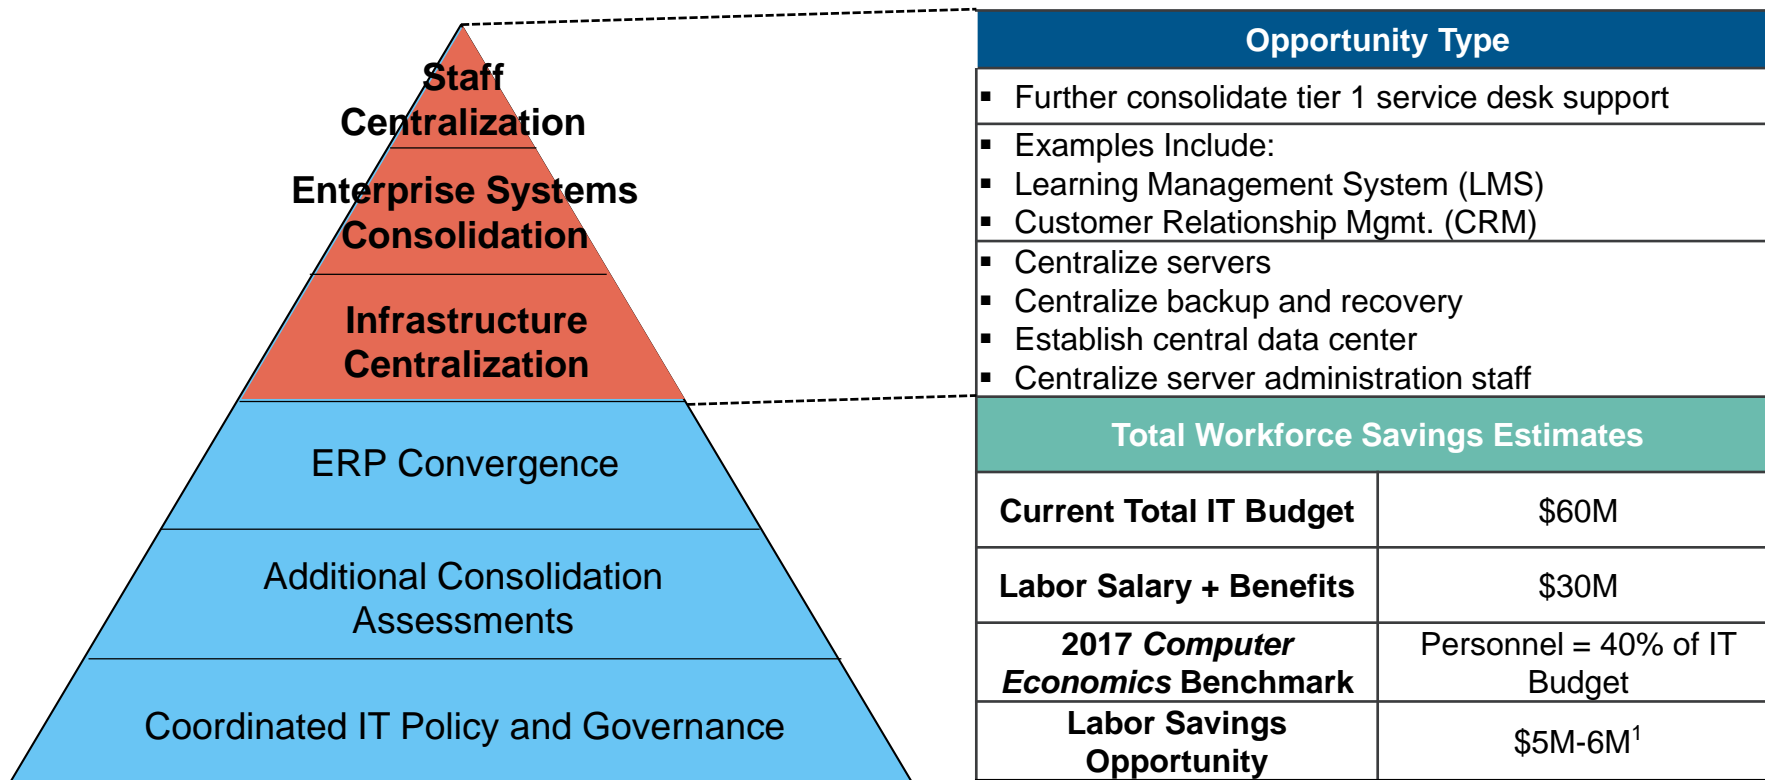 Staff
Centralization
Enterprise Systems
Consolidation
Infrastructure
Centralization
ERP Convergence
Additional Consolidation
Assessments
Coordinated IT Policy and Governance
Opportunity Type
▪ Further consolidate tier 1 service desk support
▪ Examples Include:
▪ Learning Management System (LMS)
▪ Customer Relationship Mgmt. (CRM)
▪ Centralize servers
▪ Centralize backup and recovery
▪ Establish central data center
▪ Centralize server administration staff
Total Workforce Savings Estimates
Current Total IT Budget
$60M
Labor Salary + Benefits
$30M
2017 Computer
Economics Benchmark
Personnel = 40% of IT
Budget
Labor Savings
Opportunity
$5M-6M¹